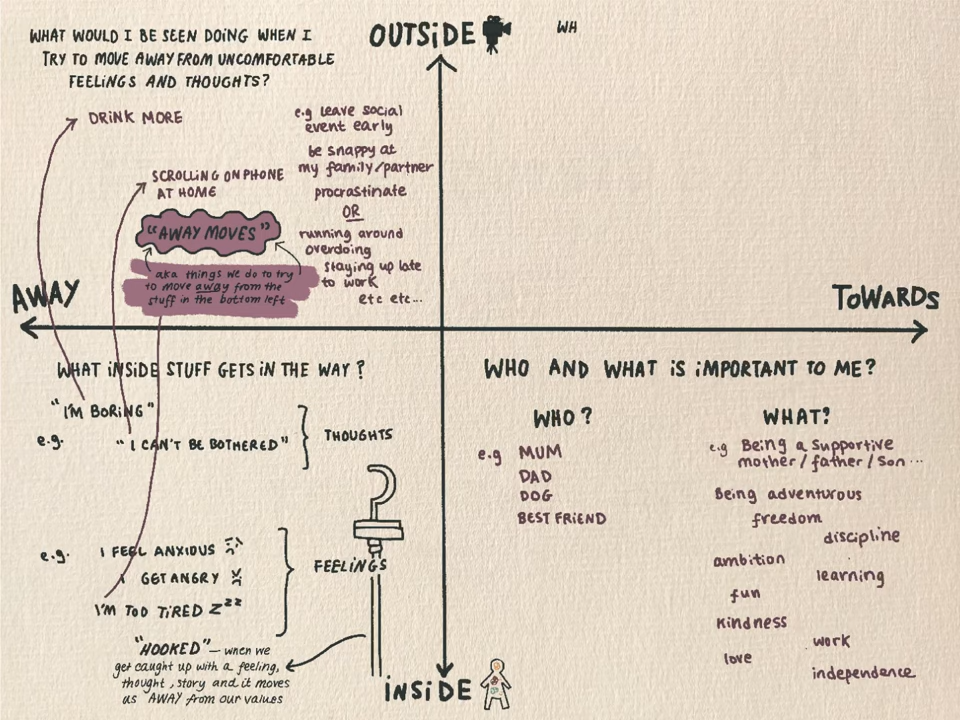 WHAT WOULD I BE SEEN DOING WHEN I
TRY TO MOVE AWAY FROM UNCOMFORTABLE
FEELINGS AND THOUGHTS?
OUTSIDE
WH
DRINK MORE
SCROLLING ON PHONE
AT HOME
"AWAY MOVES"
aka things we do to try
to move away from the
stuff in the bottom left
e.g leave social
event early
be snappy at
my family/partner
procrastinate
OR
running around
overdoing
staying up late
to work
etc etc...
AWAY
TOWARDS
WHAT INSIDE STUFF GETS IN THE WAY?
"I'M BORING"
e.g. "I CAN'T BE BOTHERED"
THOUGHTS
e.g. I FEEL ANXIOUS
I GET ANGRY
I'M TOO TIRED Zzz
FEELINGS
"HOOKED" – when we
get caught up with a feeling,
thought, story and it moves
us AWAY from our values
INSIDE
WHO AND WHAT IS IMPORTANT TO ME?
WHO?
e.g MUM
DAD
DOG
BEST FRIEND
WHAT?
e.g Being a supportive
mother/father/son...
Being adventurous
freedom
discipline
ambition
learning
fun
kindness
work
love
independence